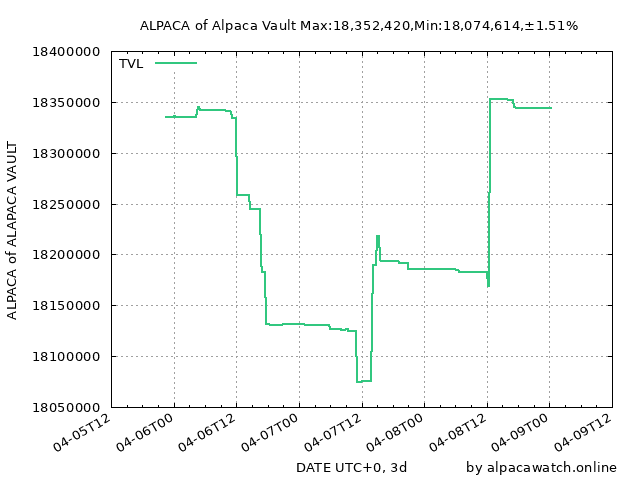 ALPACA of Alpaca Vault Max:18,352,420,Min:18,074,614,±1.51%
TVL
18400000
18350000
18300000
18250000
18200000
18150000
18100000
18050000
ALPACA of ALAPACA VAULT
04-05T12
04-06T00
04-06T12
04-07T00
04-07T12
04-08T00
04-08T12
04-09T00
04-09T12
DATE UTC+0, 3d
by alpacawatch.online